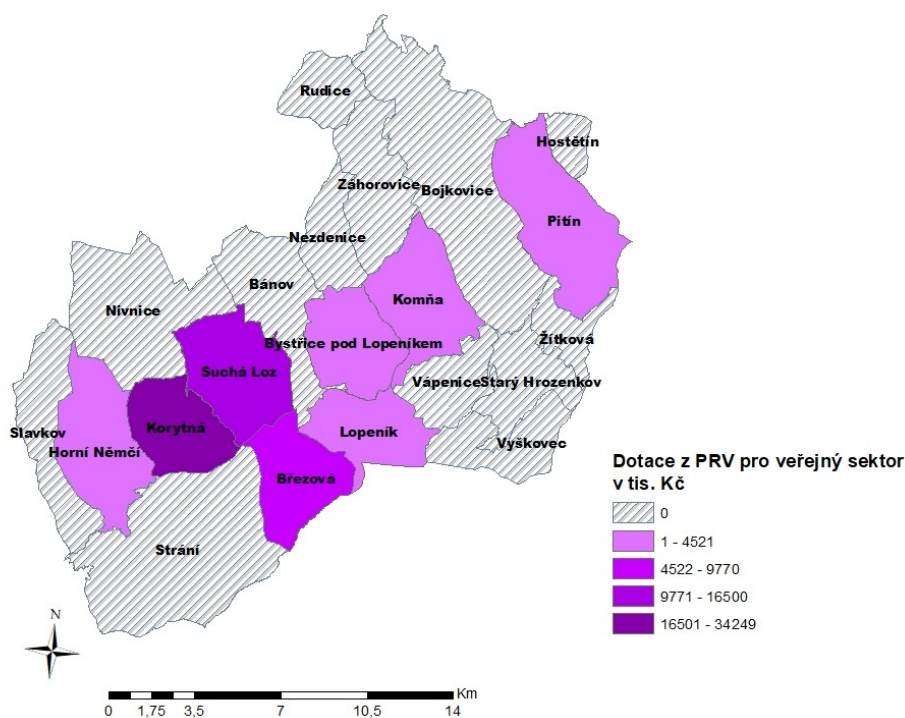 Rudice
Hostětín
Záhorovice
Bojkovice
Pitín
Nezdenice
Bánov
Komňa
Nivnice
Žítková
Bystřice pod Lopeníkem
Suchá Loz
Vápenice
Starý Hrozenkov
Slavkov
Korytná
Lopeník
Horní Němčí
Vyškovec
Březová
Strání
Dotace z PRV pro veřejný sektor
v tis. Kč
0
1 - 4521
4522 - 9770
9771 - 16500
16501 - 34249
N
Km
0 1,75 3,5 7 10,5 14